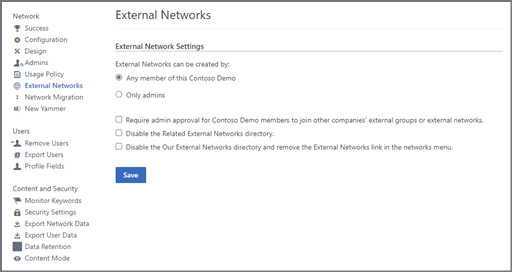 Network
Success
Configuration
Design
Admins
Usage Policy
External Networks
Network Migration
New Yammer
Users
Remove Users
Export Users
Profile Fields
Content and Security
Monitor Keywords
Security Settings
Export Network Data
Export User Data
Data Retention
Content Mode
External Networks
External Network Settings
External Networks can be created by:
Any member of this Contoso Demo
Only admins
Require admin approval for Contoso Demo members to join other companies' external groups or external networks.
Disable the Related External Networks directory.
Disable the Our External Networks directory and remove the External Networks link in the networks menu.
Save